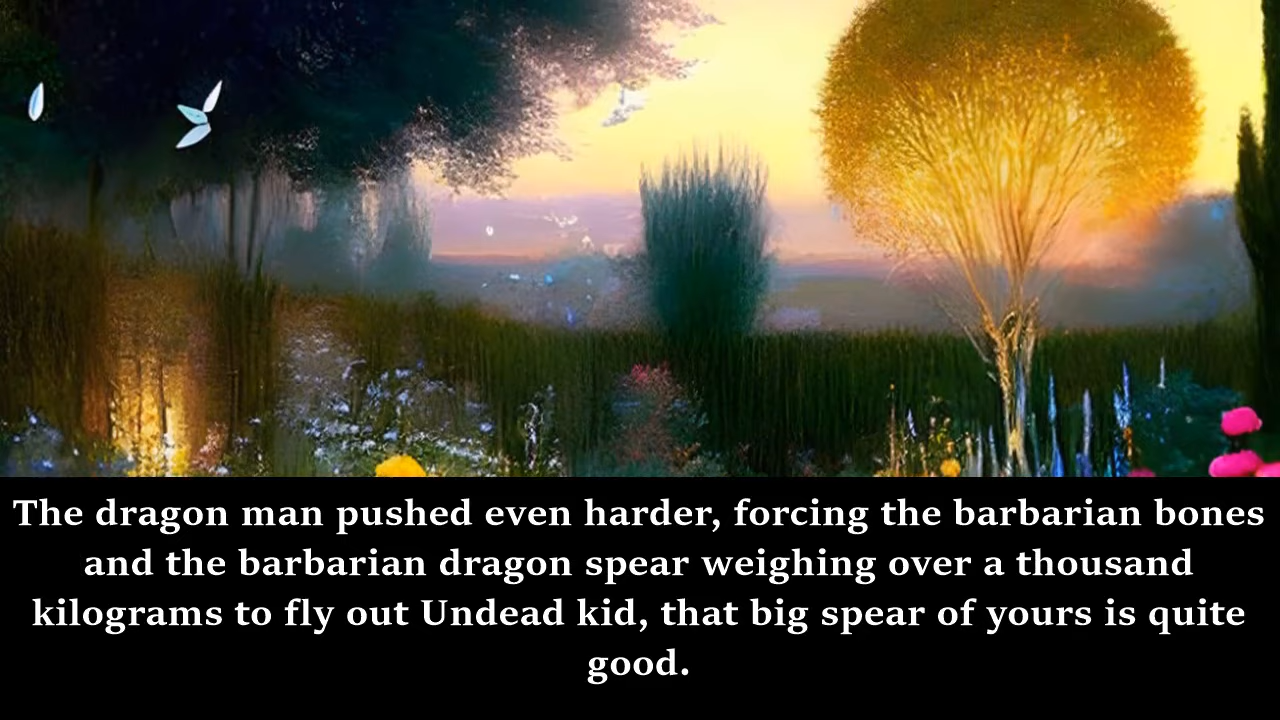 The dragon man pushed even harder, forcing the barbarian bones
and the barbarian dragon spear weighing over a thousand
kilograms to fly out Undead kid, that big spear of yours is quite
good.